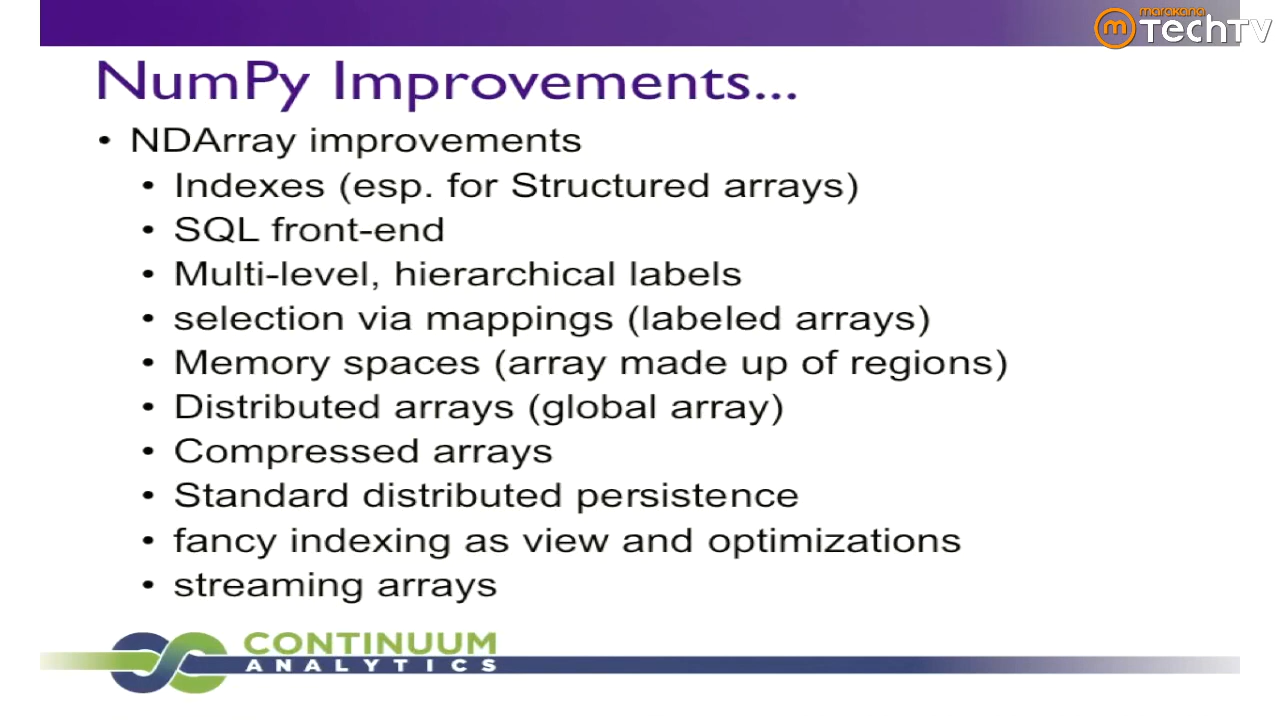 marakana
m TechTV
NumPy Improvements...
• NDArray improvements
• Indexes (esp. for Structured arrays)
• SQL front-end
• Multi-level, hierarchical labels
• selection via mappings (labeled arrays)
• Memory spaces (array made up of regions)
• Distributed arrays (global array)
• Compressed arrays
• Standard distributed persistence
• fancy indexing as view and optimizations
• streaming arrays
CONTINUUM
ANALYTICS